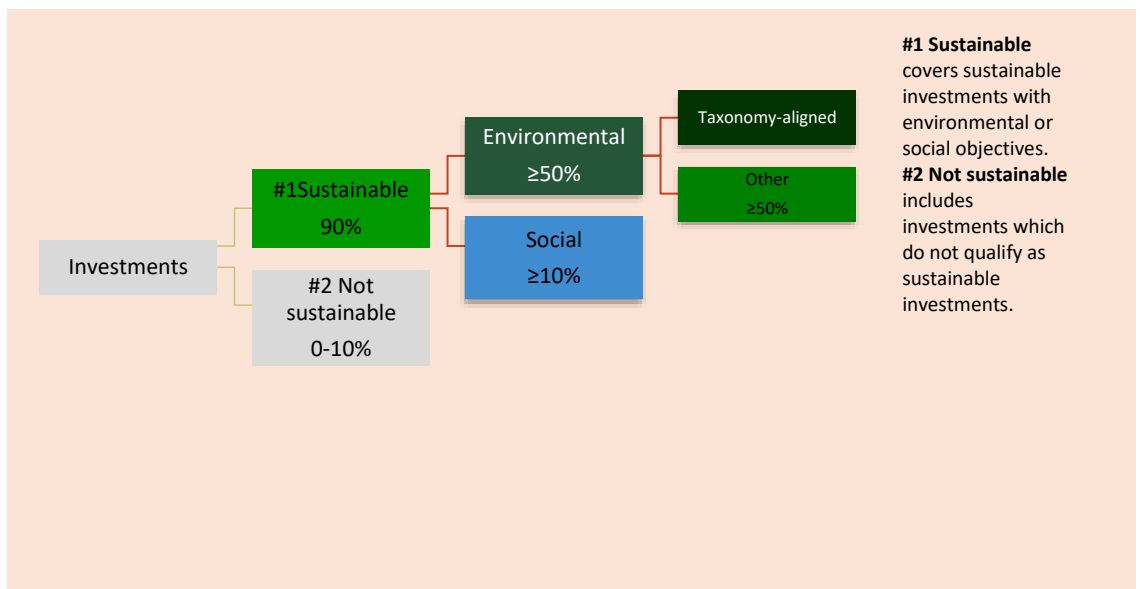 Investments
#1Sustainable
90%
#2 Not
sustainable
0-10%
Environmental
≥50%
Social
≥10%
Taxonomy-aligned
Other
≥50%
#1 Sustainable
covers sustainable
investments with
environmental or
social objectives.
#2 Not sustainable
includes
investments which
do not qualify as
sustainable
investments.